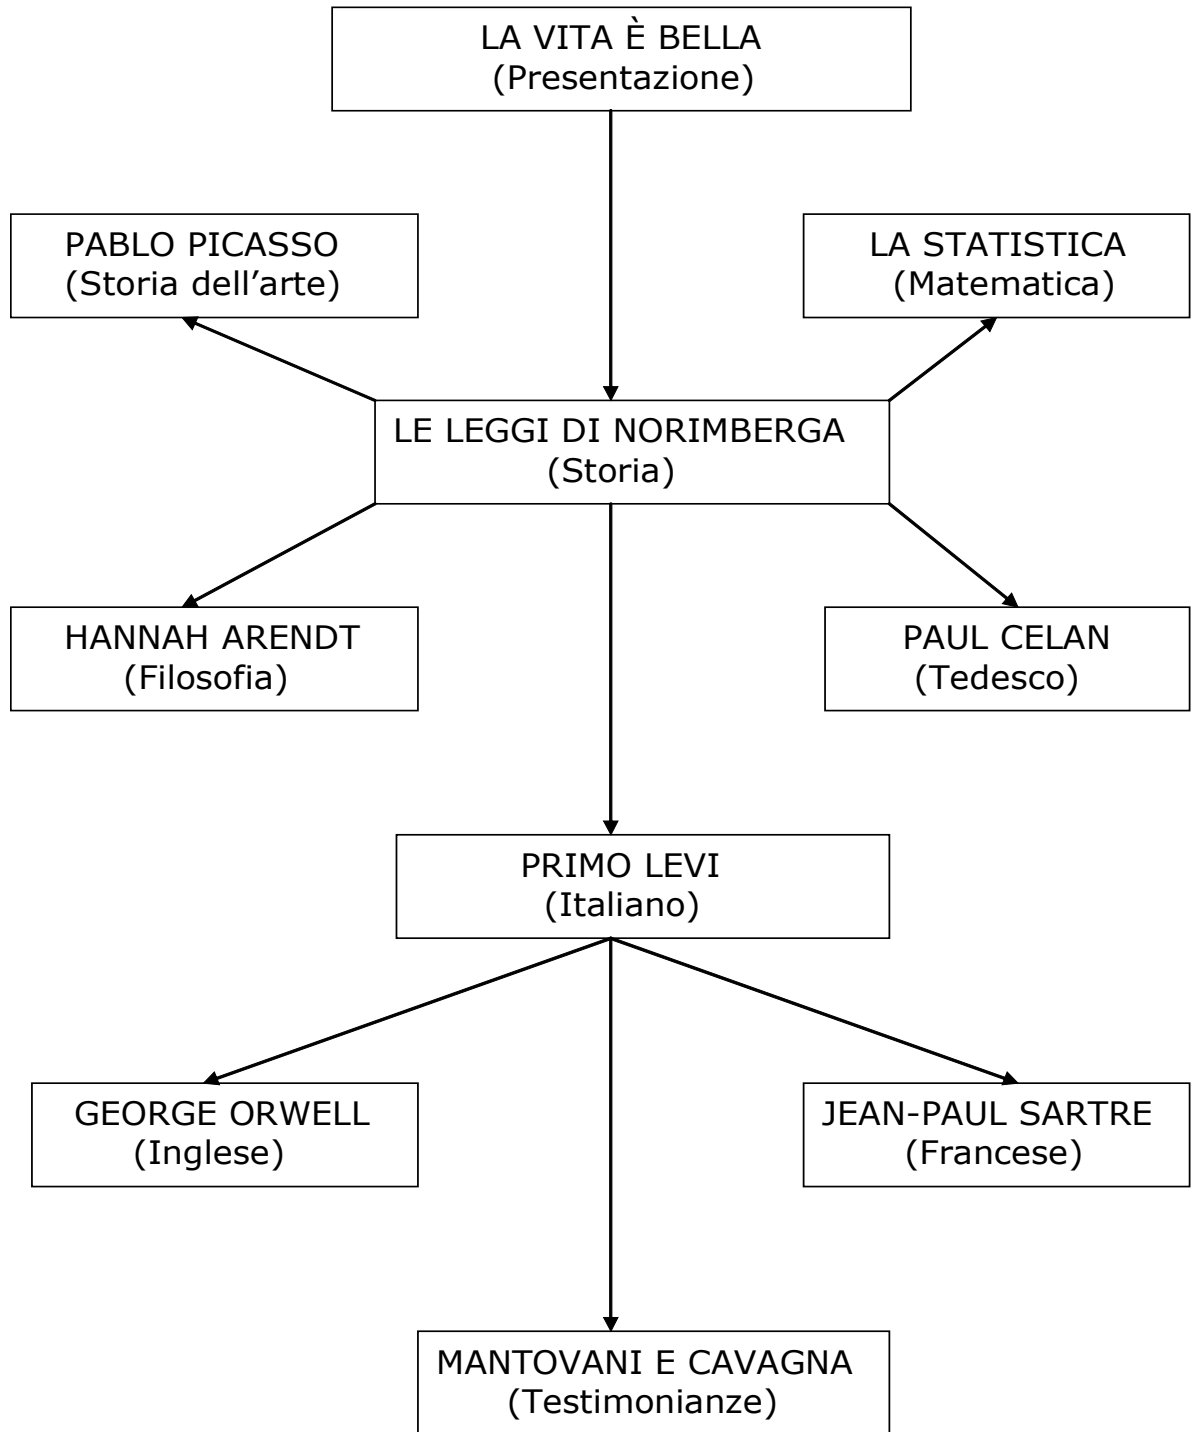 LA VITA È BELLA
(Presentazione)
PABLO PICASSO
(Storia dell’arte)
LA STATISTICA
(Matematica)
LE LEGGI DI NORIMBERGA
(Storia)
HANNAH ARENDT
(Filosofia)
PAUL CELAN
(Tedesco)
PRIMO LEVI
(Italiano)
GEORGE ORWELL
(Inglese)
JEAN-PAUL SARTRE
(Francese)
MANTOVANI E CAVAGNA
(Testimonianze)